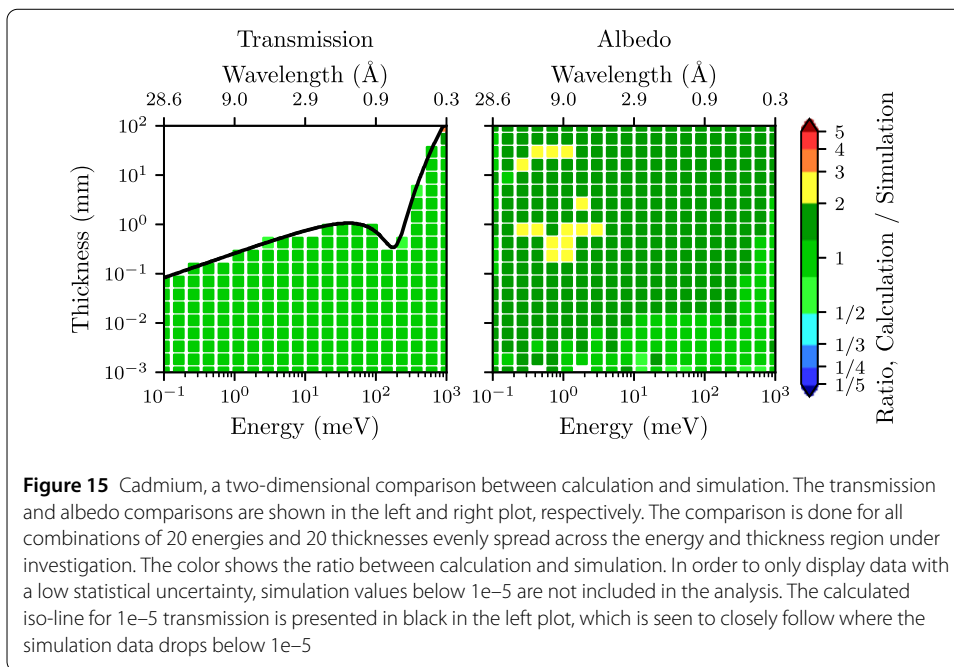 Transmission
Albedo
Wavelength (Å)
Wavelength (Å)
28.6 9.0 2.9 0.9 0.3
28.6 9.0 2.9 0.9 0.3
10² 10¹ 10⁰ 10⁻¹ 10⁻² 10⁻³
Thickness (mm)
10⁻¹ 10⁰ 10¹ 10² 10³
10⁻¹ 10⁰ 10¹ 10² 10³
Energy (meV)
Energy (meV)
5 4 3 2 1 1/2 1/3 1/4 1/5
Ratio, Calculation / Simulation
Figure 15 Cadmium, a two-dimensional comparison between calculation and simulation. The transmission
and albedo comparisons are shown in the left and right plot, respectively. The comparison is done for all
combinations of 20 energies and 20 thicknesses evenly spread across the energy and thickness region under
investigation. The color shows the ratio between calculation and simulation. In order to only display data with
a low statistical uncertainty, simulation values below 1e–5 are not included in the analysis. The calculated
iso-line for 1e–5 transmission is presented in black in the left plot, which is seen to closely follow where the
simulation data drops below 1e–5